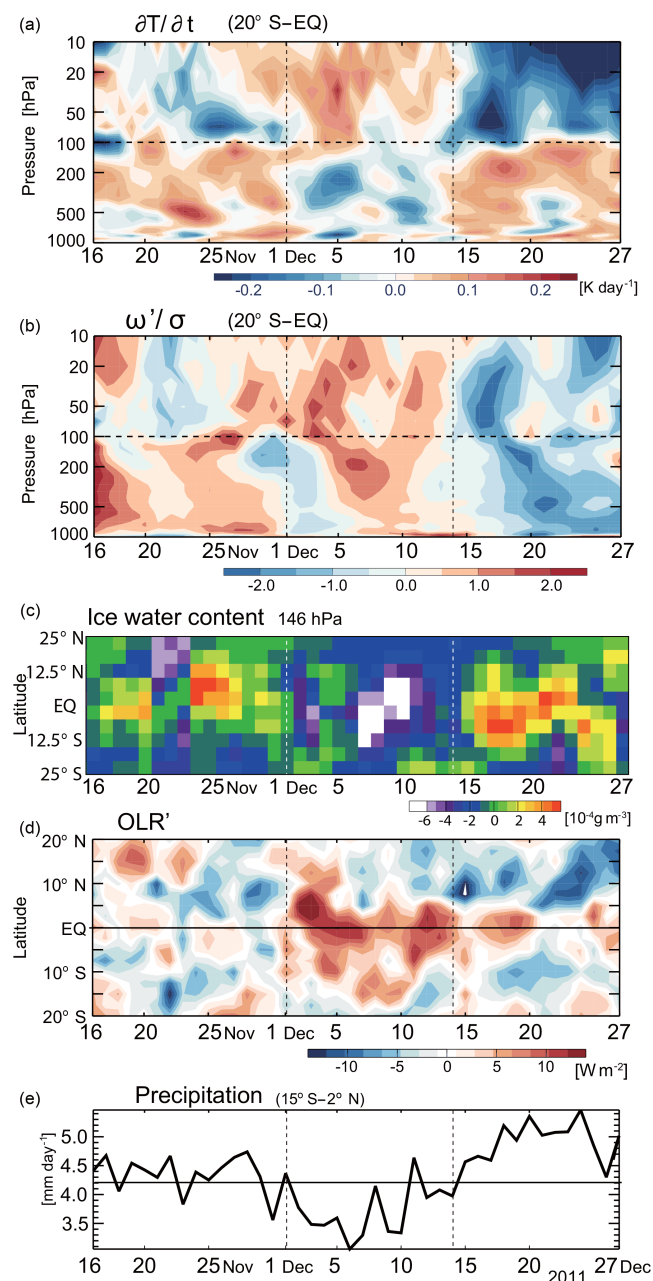 (a) ∂T/∂t (20° S–EQ)
Pressure [hPa]
10
20
50
100
200
500
1000
16 20 25 Nov 1 Dec 5 10 15 20 27
-0.2 -0.1 0.0 0.1 0.2 [K day⁻¹]
(b) ω'/σ (20° S–EQ)
Pressure [hPa]
10
20
50
100
200
500
1000
16 20 25 Nov 1 Dec 5 10 15 20 27
-2.0 -1.0 0.0 1.0 2.0
(c) Ice water content 146 hPa
Latitude
25° N
12.5° N
EQ
12.5° S
25° S
16 20 25 Nov 1 Dec 5 10 15 20 27
-6 -4 -2 0 2 4 [10⁻⁴g m⁻³]
(d) OLR'
Latitude
20° N
10° N
EQ
10° S
20° S
16 20 25 Nov 1 Dec 5 10 15 20 27
-10 -5 0 5 10 [W m⁻²]
(e) Precipitation (15° S–2° N)
[mm day⁻¹]
5.0
4.5
4.0
3.5
16 20 25 Nov 1 Dec 5 10 15 20 27 Dec
2011